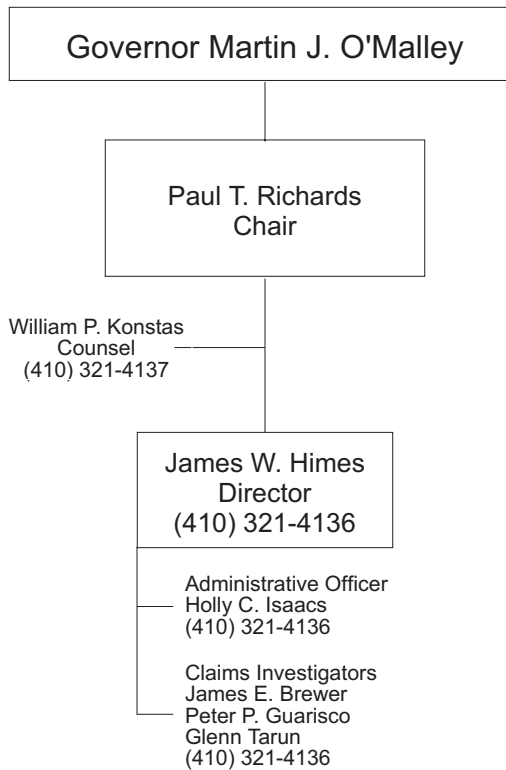 Governor Martin J. O'Malley
Paul T. Richards
Chair
William P. Konstas
Counsel
(410) 321-4137
James W. Himes
Director
(410) 321-4136
Administrative Officer
Holly C. Isaacs
(410) 321-4136
Claims Investigators
James E. Brewer
Peter P. Guarisco
Glenn Tarun
(410) 321-4136